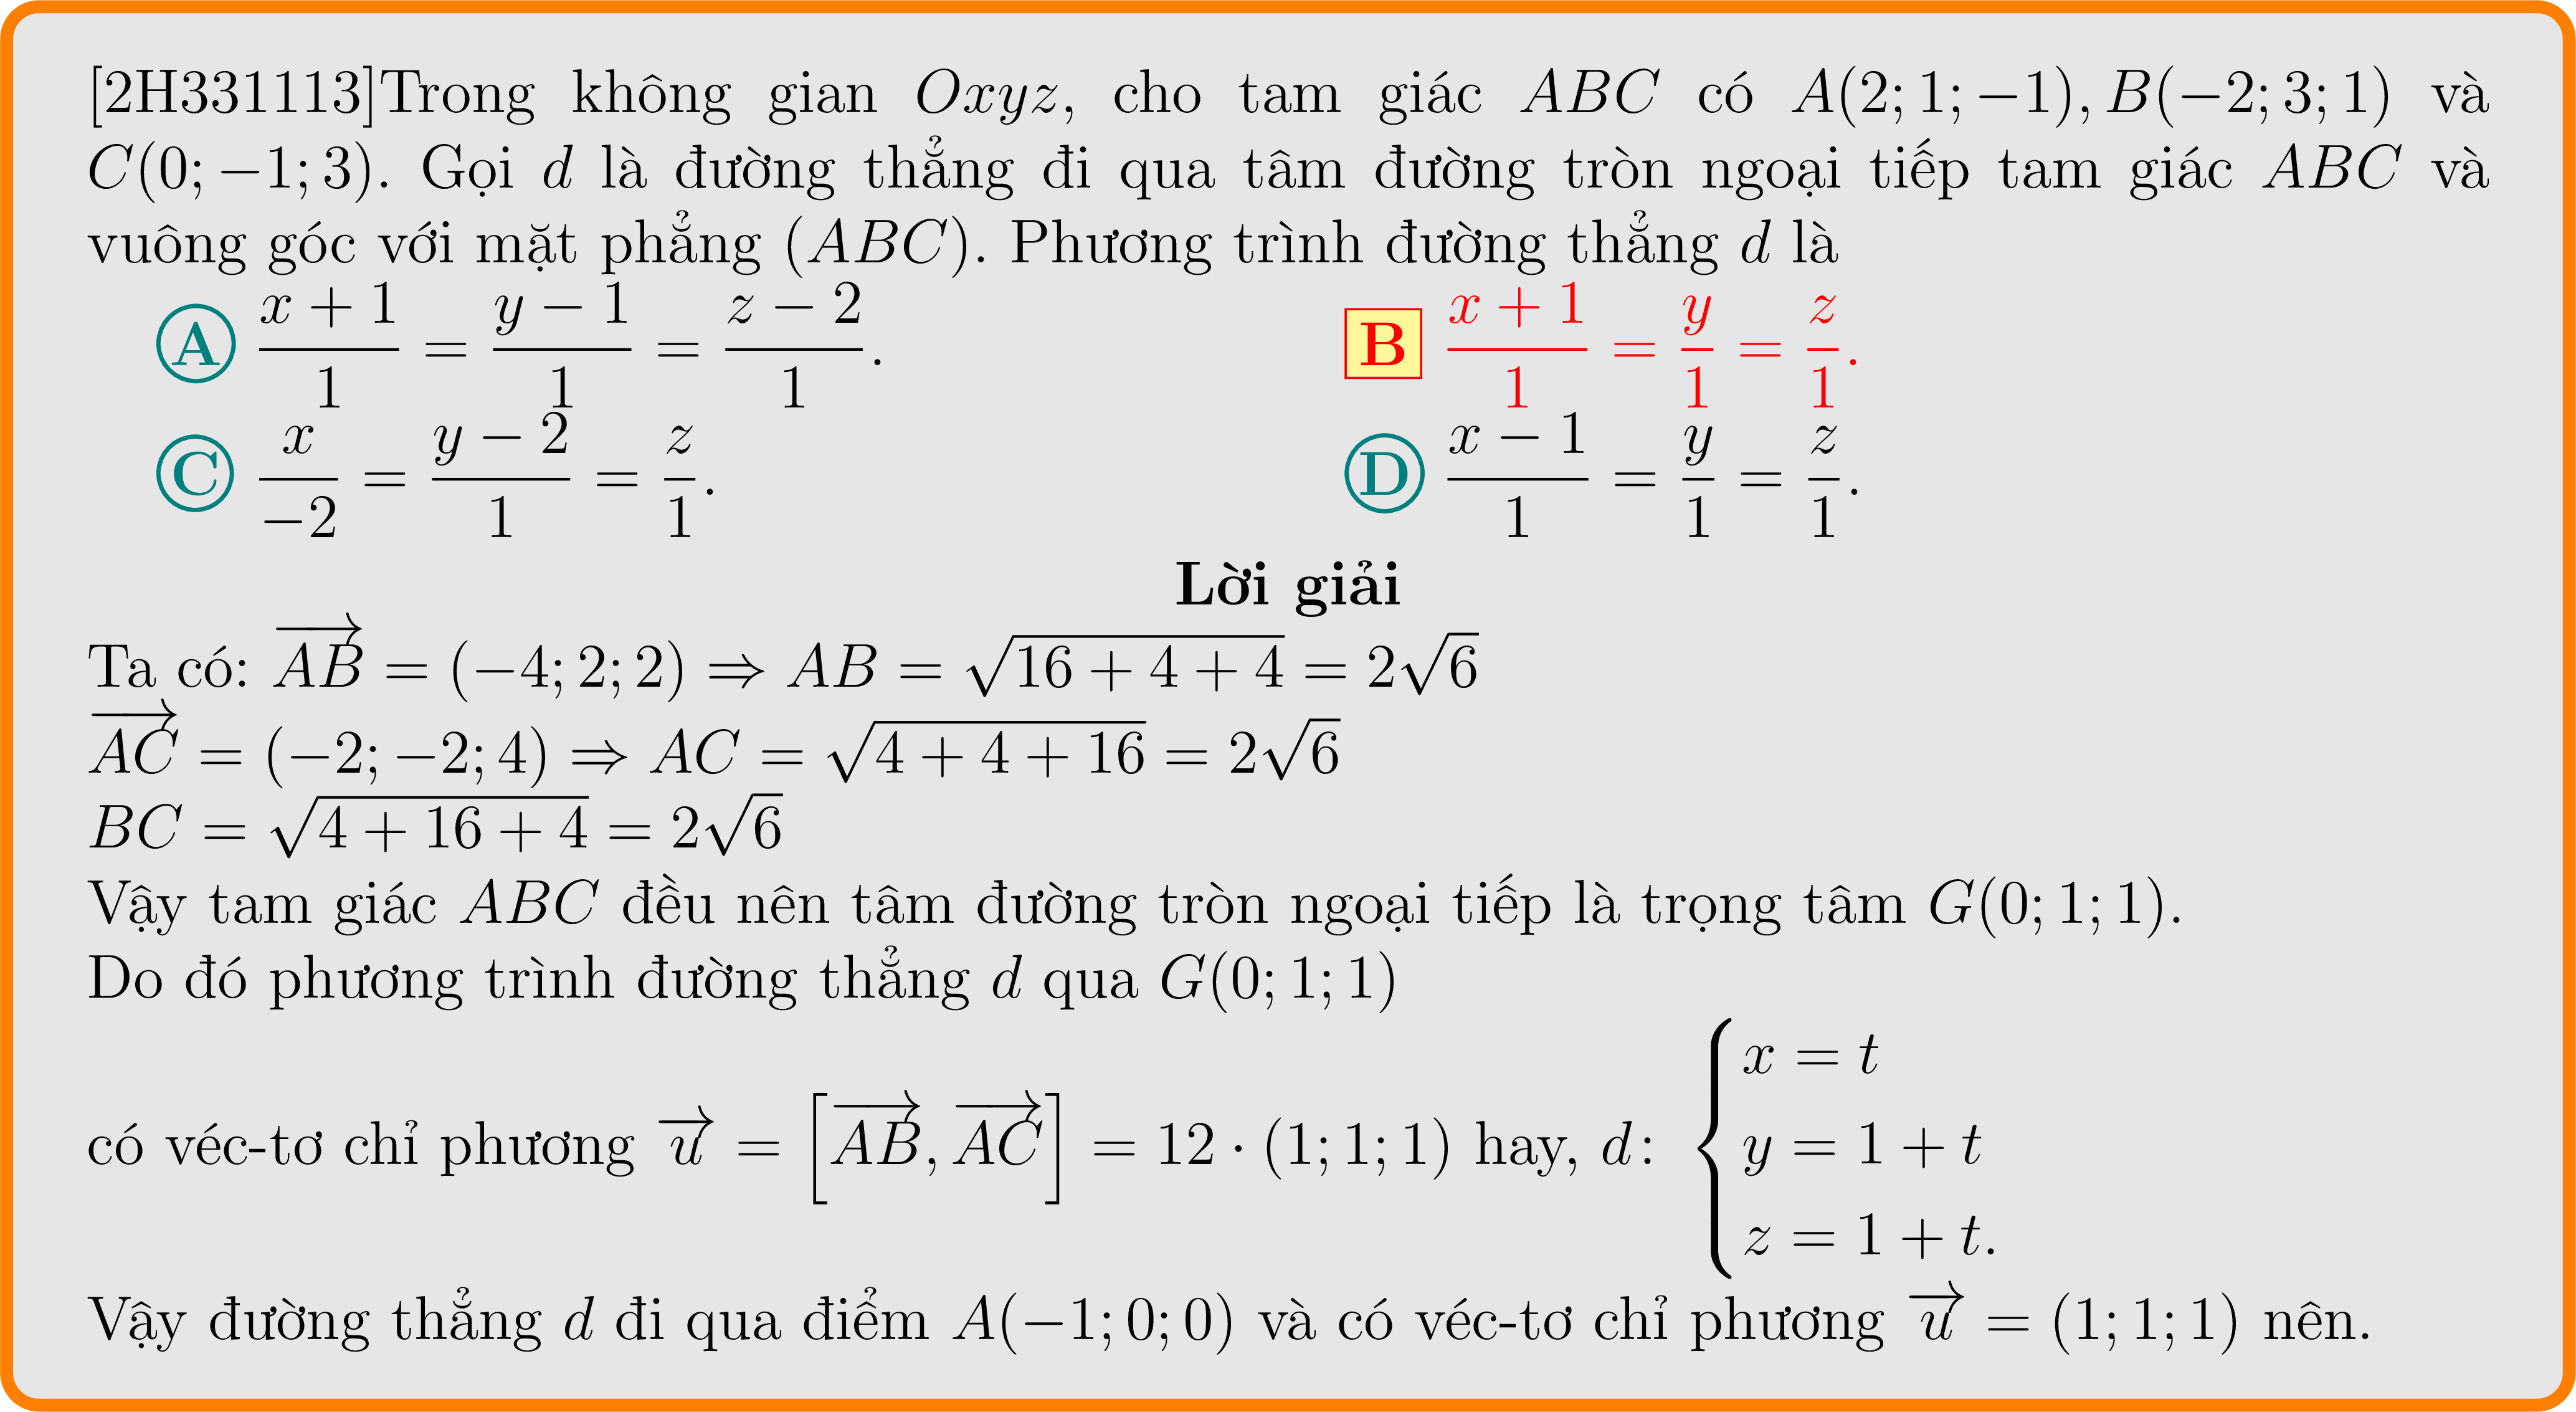 [2H331113]Trong không gian Oxyz, cho tam giác ABC có A(2; 1; −1), B(−2; 3; 1) và
C(0; −1; 3). Gọi d là đường thẳng đi qua tâm đường tròn ngoại tiếp tam giác ABC và
vuông góc với mặt phẳng (ABC). Phương trình đường thẳng d là
A $\frac{x+1}{1} = \frac{y-1}{1} = \frac{z-2}{1}$. B $\frac{x+1}{1} = \frac{y}{1} = \frac{z}{1}$.
C $\frac{x}{-2} = \frac{y-2}{1} = \frac{z}{1}$. D $\frac{x-1}{1} = \frac{y}{1} = \frac{z}{1}$.
Lời giải
Ta có: $\overrightarrow{AB} = (-4; 2; 2) \Rightarrow AB = \sqrt{16+4+4} = 2\sqrt{6}$
$\overrightarrow{AC} = (-2; -2; 4) \Rightarrow AC = \sqrt{4+4+16} = 2\sqrt{6}$
$BC = \sqrt{4+16+4} = 2\sqrt{6}$
Vậy tam giác ABC đều nên tâm đường tròn ngoại tiếp là trọng tâm G(0; 1; 1).
Do đó phương trình đường thẳng d qua G(0; 1; 1)
có véc-tơ chỉ phương $\overrightarrow{u} = \left[\overrightarrow{AB}, \overrightarrow{AC}\right] = 12 \cdot (1; 1; 1)$ hay, $d: \begin{cases} x = t \\ y = 1 + t \\ z = 1 + t. \end{cases}$
Vậy đường thẳng d đi qua điểm A(−1; 0; 0) và có véc-tơ chỉ phương $\overrightarrow{u} = (1; 1; 1)$ nên.